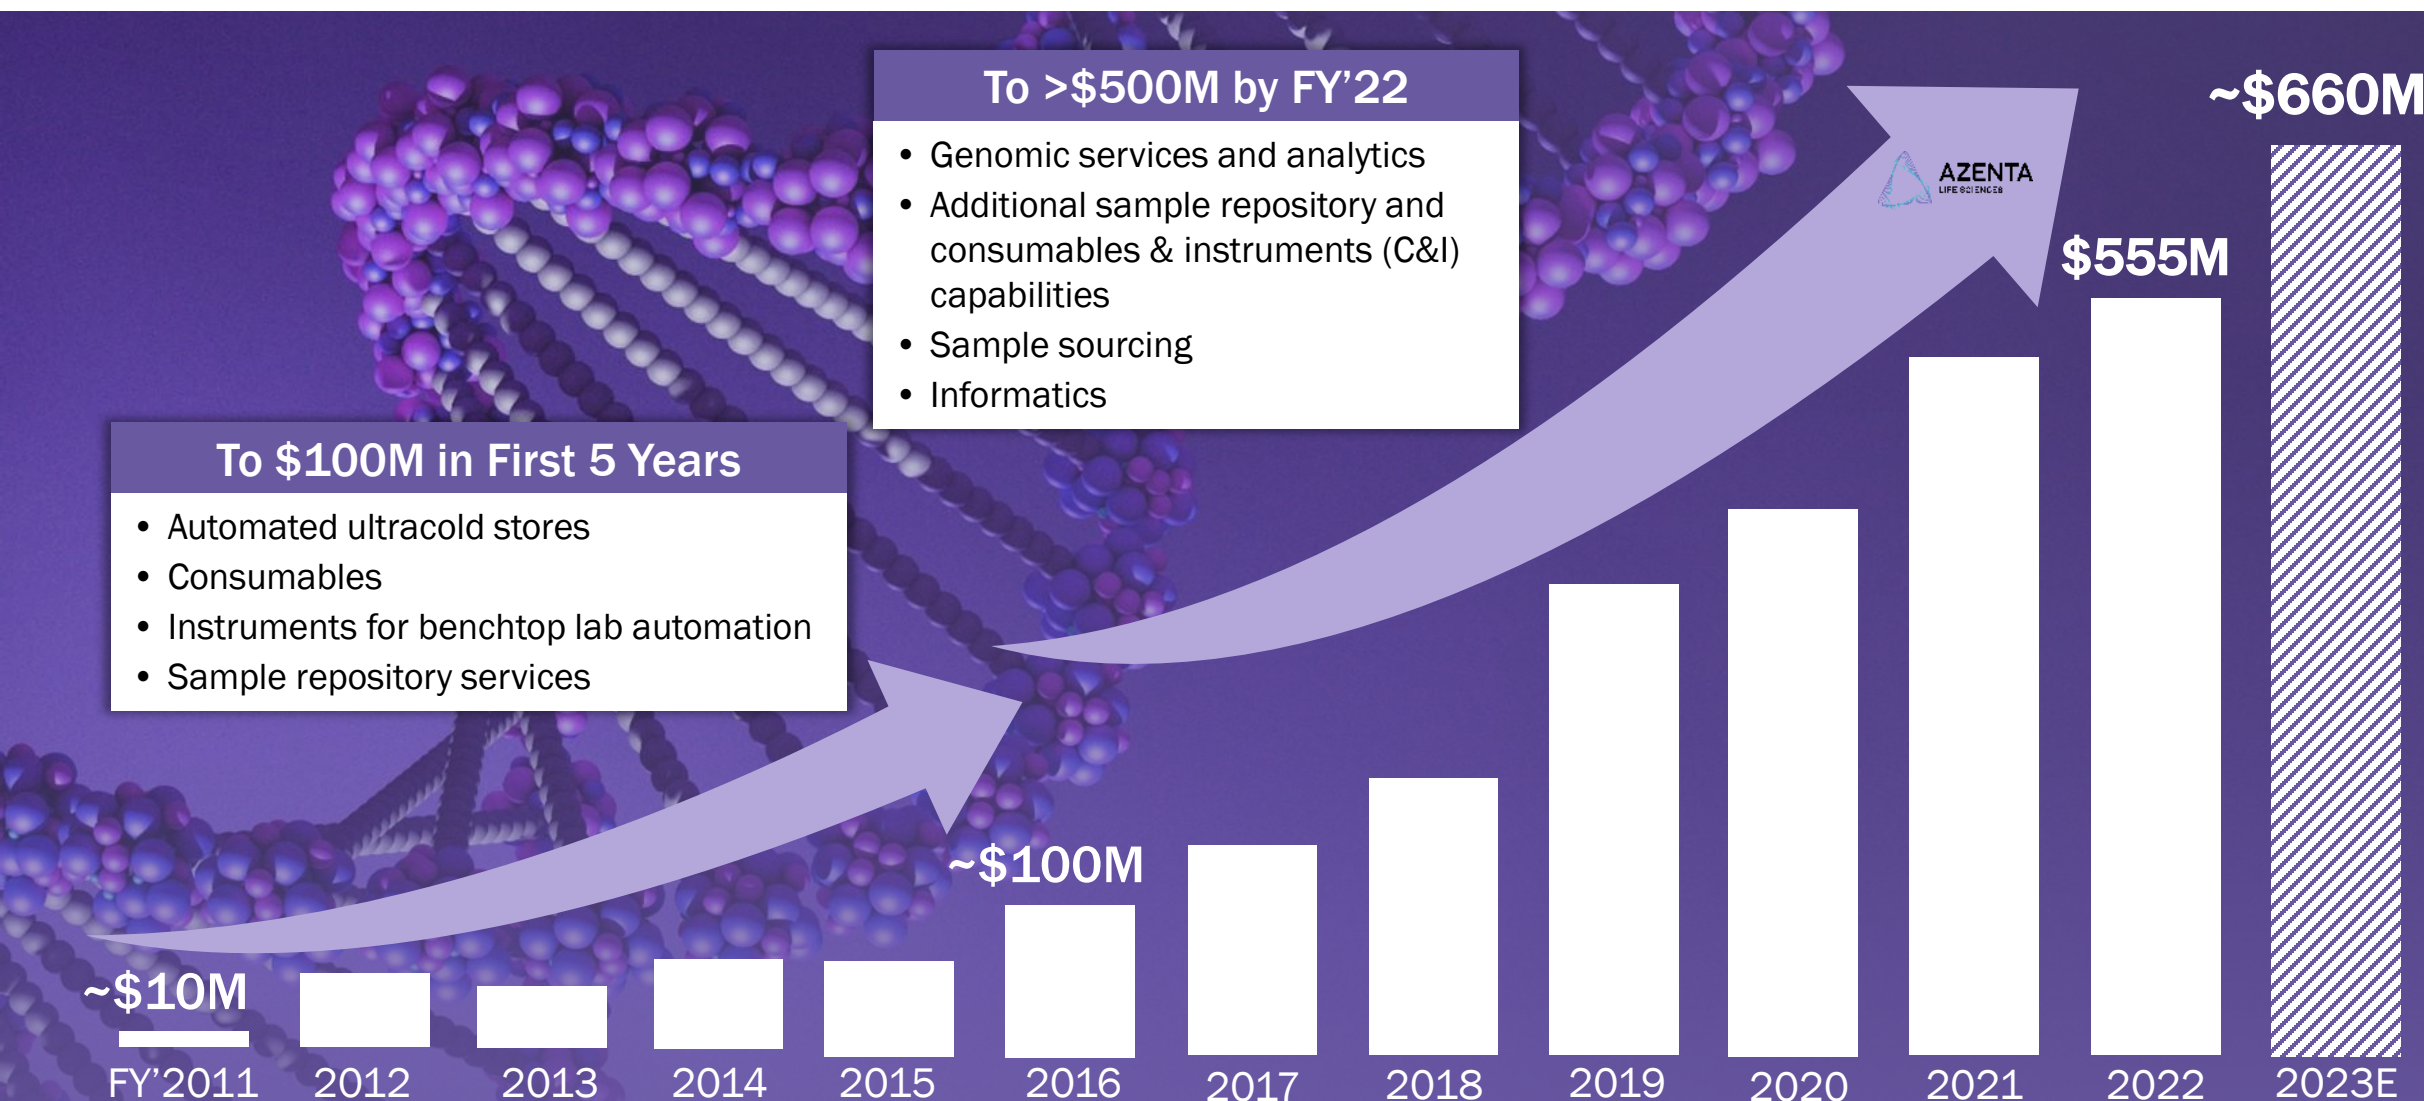 To >$500M by FY’22
• Genomic services and analytics
• Additional sample repository and
consumables & instruments (C&I)
capabilities
• Sample sourcing
• Informatics
To $100M in First 5 Years
• Automated ultracold stores
• Consumables
• Instruments for benchtop lab automation
• Sample repository services
AZENTA
LIFE SCIENCES
~$10M
~$100M
$555M
~$660M
FY’2011
2012
2013
2014
2015
2016
2017
2018
2019
2020
2021
2022
2023E